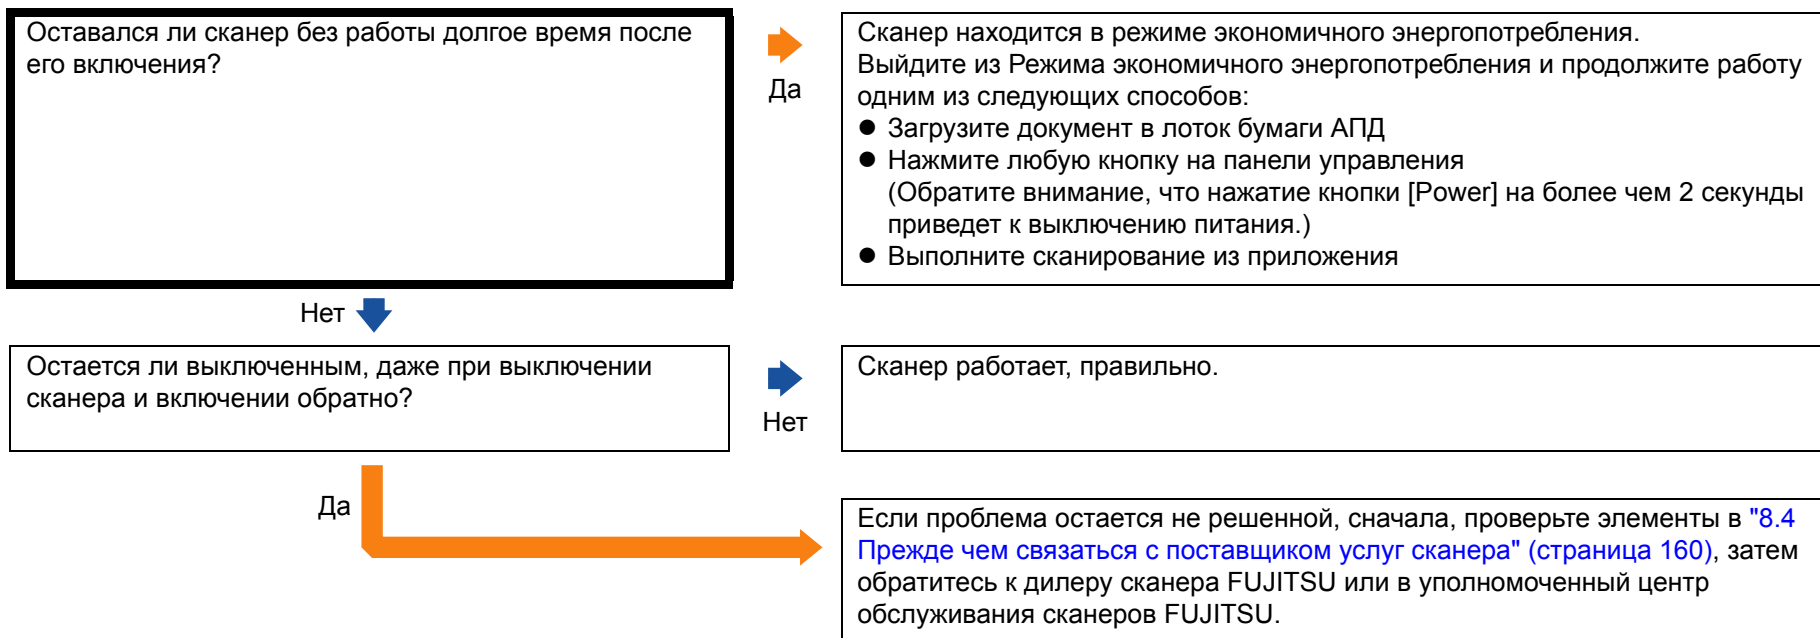 Оставался ли сканер без работы долгое время после
его включения?
Да
Сканер находится в режиме экономичного энергопотребления.
Выйдите из Режима экономичного энергопотребления и продолжите работу
одним из следующих способов:
● Загрузите документ в лоток бумаги АПД
● Нажмите любую кнопку на панели управления
(Обратите внимание, что нажатие кнопки [Power] на более чем 2 секунды
приведет к выключению питания.)
● Выполните сканирование из приложения
Нет
Остается ли выключенным, даже при выключении
сканера и включении обратно?
Нет
Сканер работает, правильно.
Да
Если проблема остается не решенной, сначала, проверьте элементы в "8.4
Прежде чем связаться с поставщиком услуг сканера" (страница 160), затем
обратитесь к дилеру сканера FUJITSU или в уполномоченный центр
обслуживания сканеров FUJITSU.